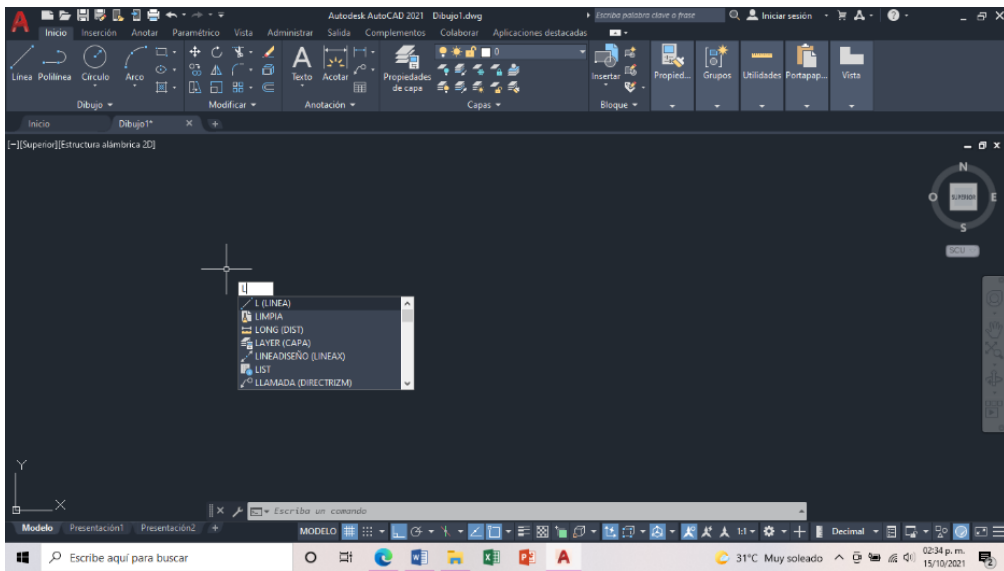 Autodesk AutoCAD 2021 Dibujo1.dwg
Escriba palabra clave o frase
Iniciar sesión
Inicio Inserción Anotar Paramétrico Vista Administrar Salida Complementos Colaborar Aplicaciones destacadas
0
Línea Polilínea Círculo Arco
Texto Acotar
Propiedades
de capa
Insertar
Propied... Grupos Utilidades Portapap... Vista
Dibujo Modificar Anotación Capas Bloque
Inicio Dibujo1* × +
[−][Superior][Estructura alámbrica 2D]
N
O SUPERIOR E
S
SCU
L
L (LINEA)
LIMPIA
LONG (DIST)
LAYER (CAPA)
LINEADISEÑO (LINEAX)
LIST
LLAMADA (DIRECTRIZM)
Y
X
Escriba un comando
Modelo Presentación1 Presentación2 +
MODELO 1:1 Decimal
Escribe aquí para buscar
31°C Muy soleado
02:34 p. m.
15/10/2021